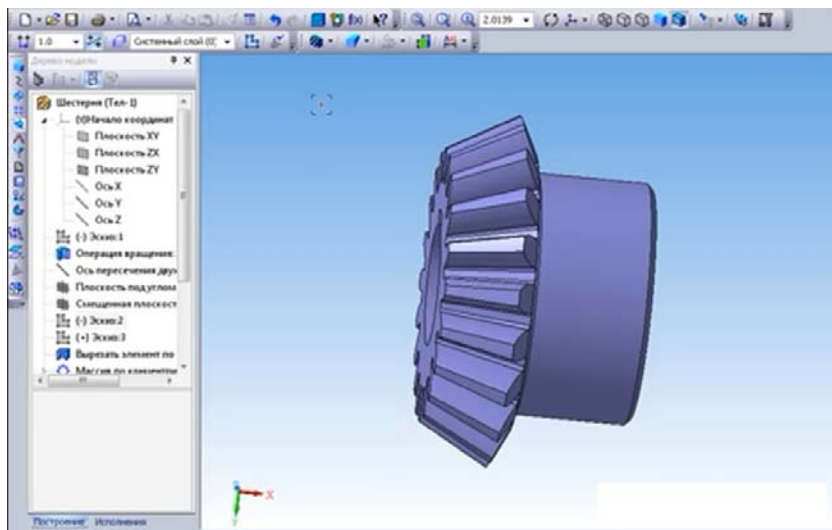 2.0139
1.0
Системный слой (0)
Дерево модели
Шестерня (Тел-1)
(т)Начало координат
Плоскость XY
Плоскость ZX
Плоскость ZY
Ось X
Ось Y
Ось Z
(-) Эскиз:1
Операция вращения:
Ось пересечения двух
Плоскость под углом
Смещенная плоскост
(-) Эскиз:2
(+) Эскиз:3
Вырезать элемент по
Массив по концентри
X
Y
Построение
Исполнения